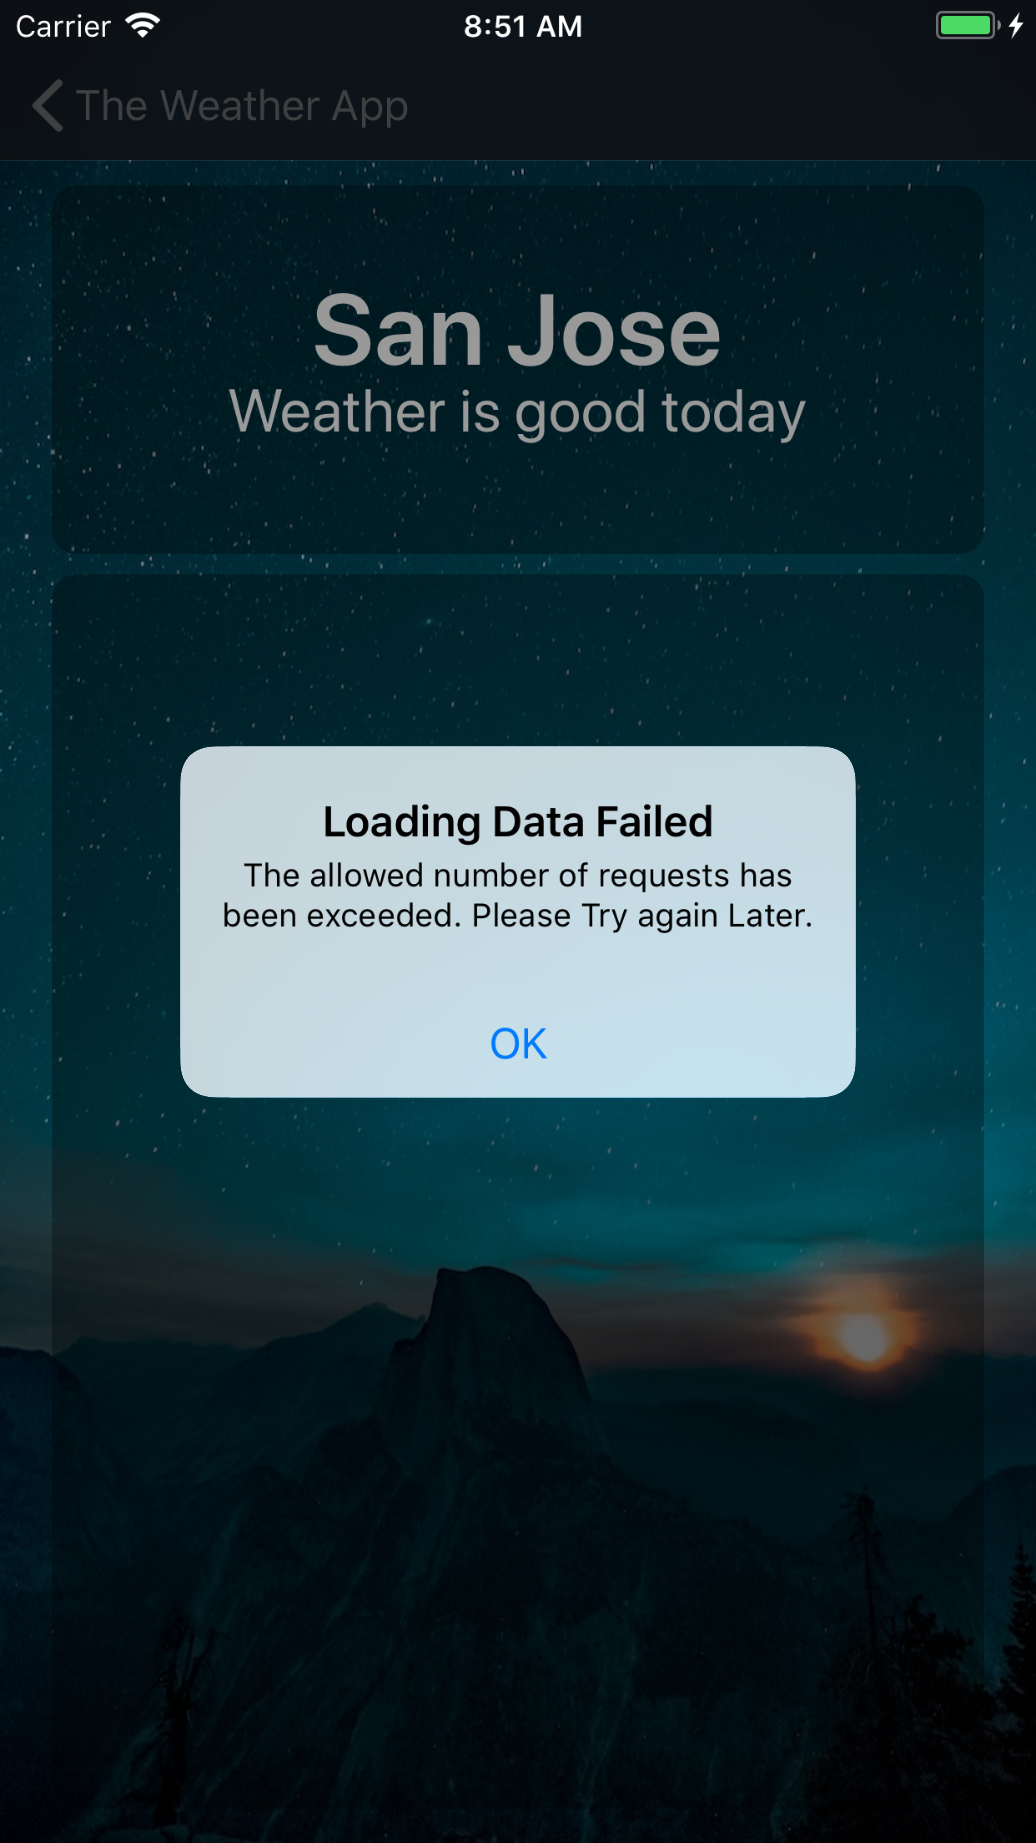 Carrier 8:51 AM
The Weather App
San Jose
Weather is good today
Loading Data Failed
The allowed number of requests has
been exceeded. Please Try again Later.
OK